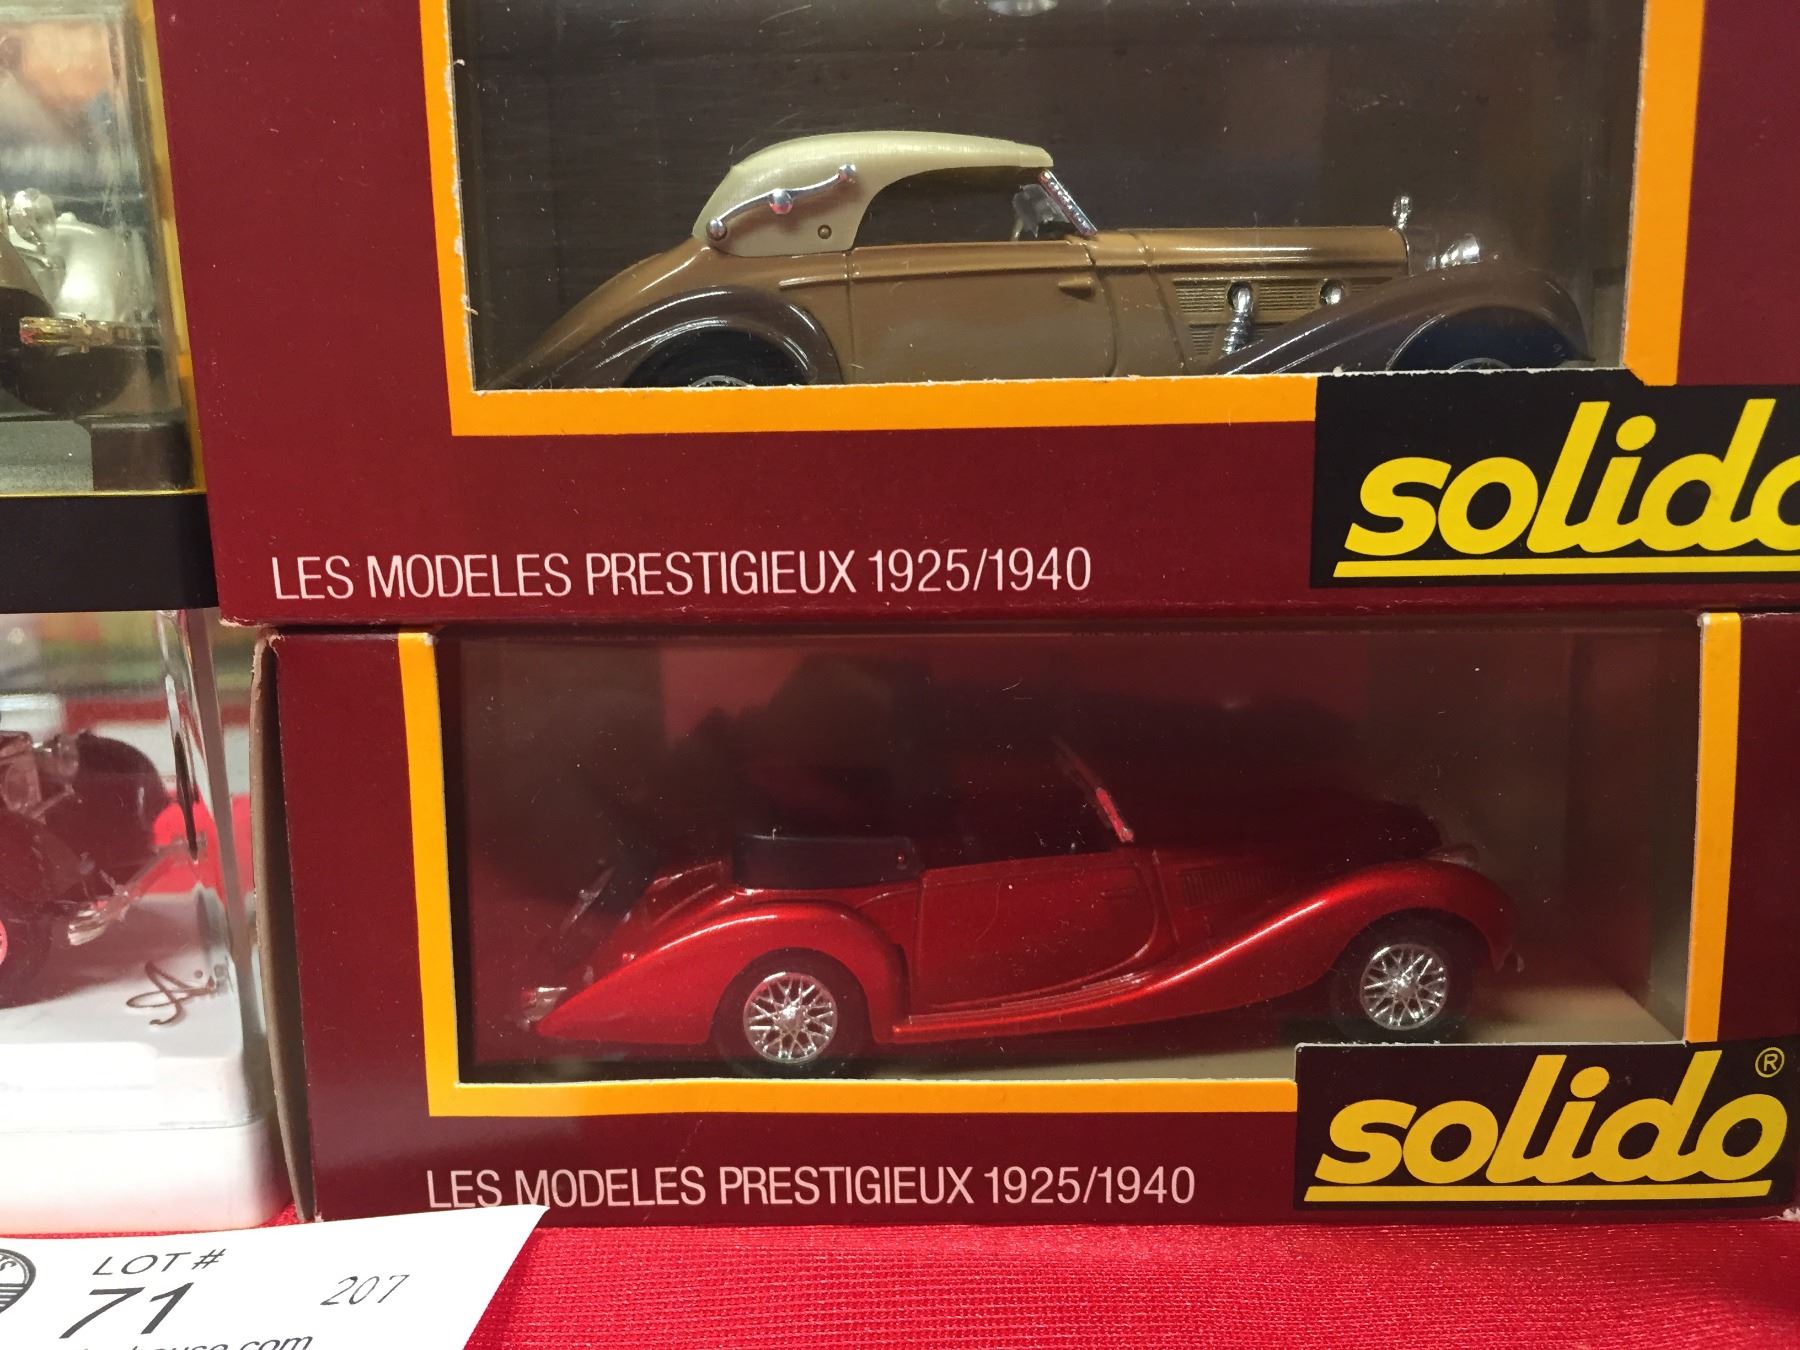 solido
LES MODELES PRESTIGIEUX 1925/1940
solido®
LES MODELES PRESTIGIEUX 1925/1940
LOT #
71
207